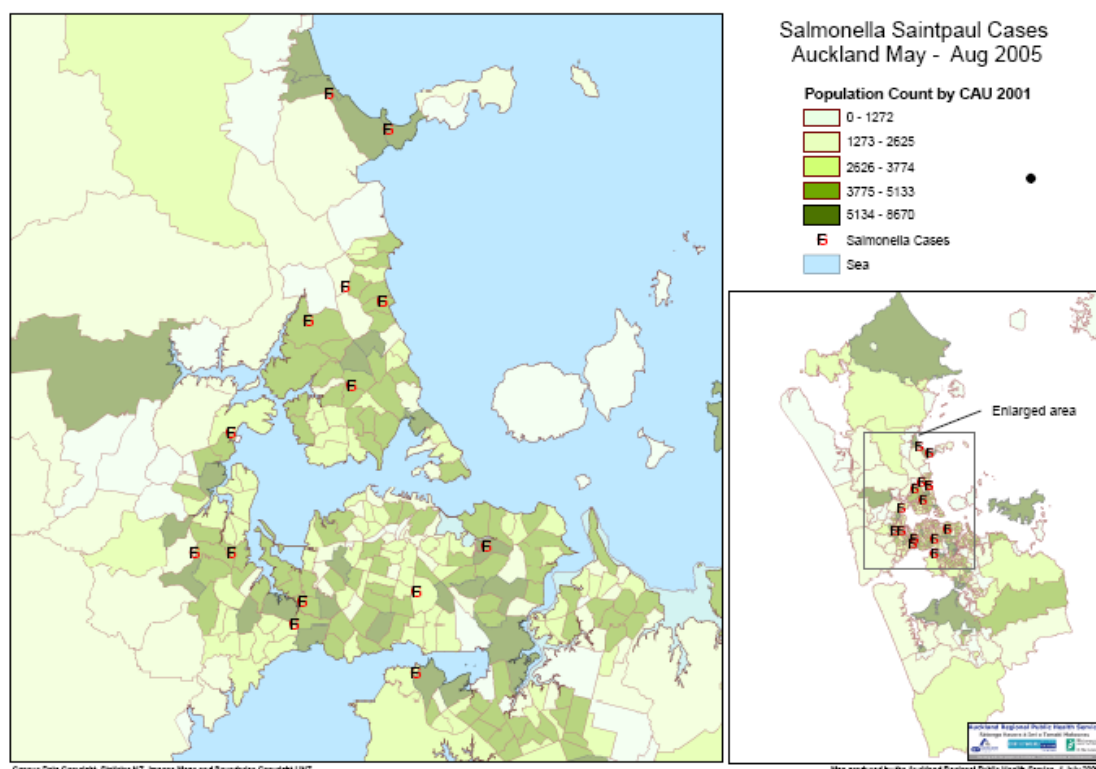 Salmonella Saintpaul Cases
Auckland May - Aug 2005
Population Count by CAU 2001
0 - 1272
1273 - 2625
2626 - 3774
3775 - 5133
5134 - 8670
Salmonella Cases
Sea
Enlarged area
Auckland Regional Public Health Service